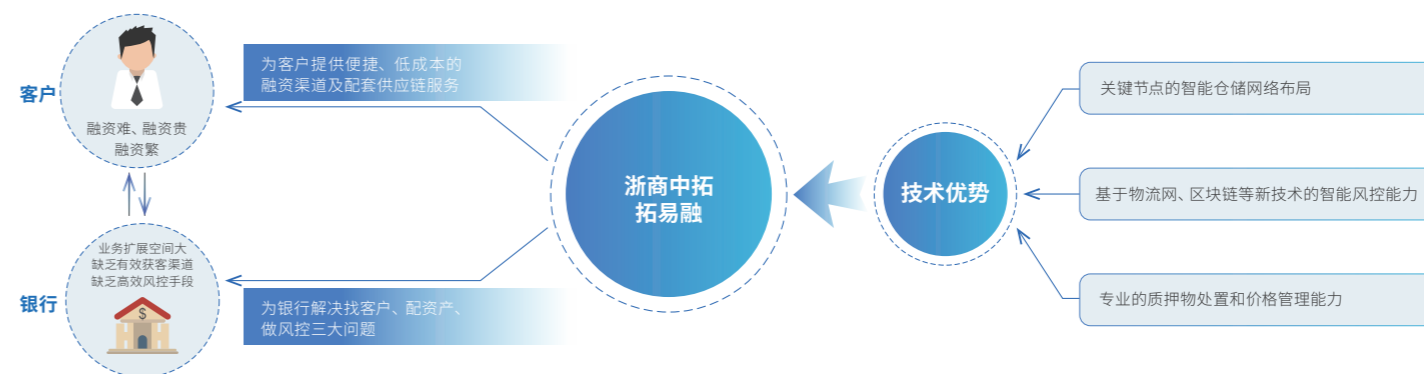 客户
融资难、融资贵
融资繁
为客户提供便捷、低成本的
融资渠道及配套供应链服务
业务扩展空间大
缺乏有效获客渠道
缺乏高效风控手段
$
银行
为银行解决找客户、配资产、
做风控三大问题
浙商中拓
拓易融
技术优势
关键节点的智能仓储网络布局
基于物流网、区块链等新技术的智能风控能力
专业的质押物处置和价格管理能力